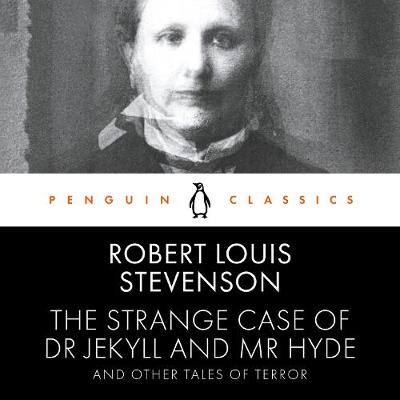 PENGUIN CLASSICS
ROBERT LOUIS
STEVENSON
THE STRANGE CASE OF
DR JEKYLL AND MR HYDE
AND OTHER TALES OF TERROR